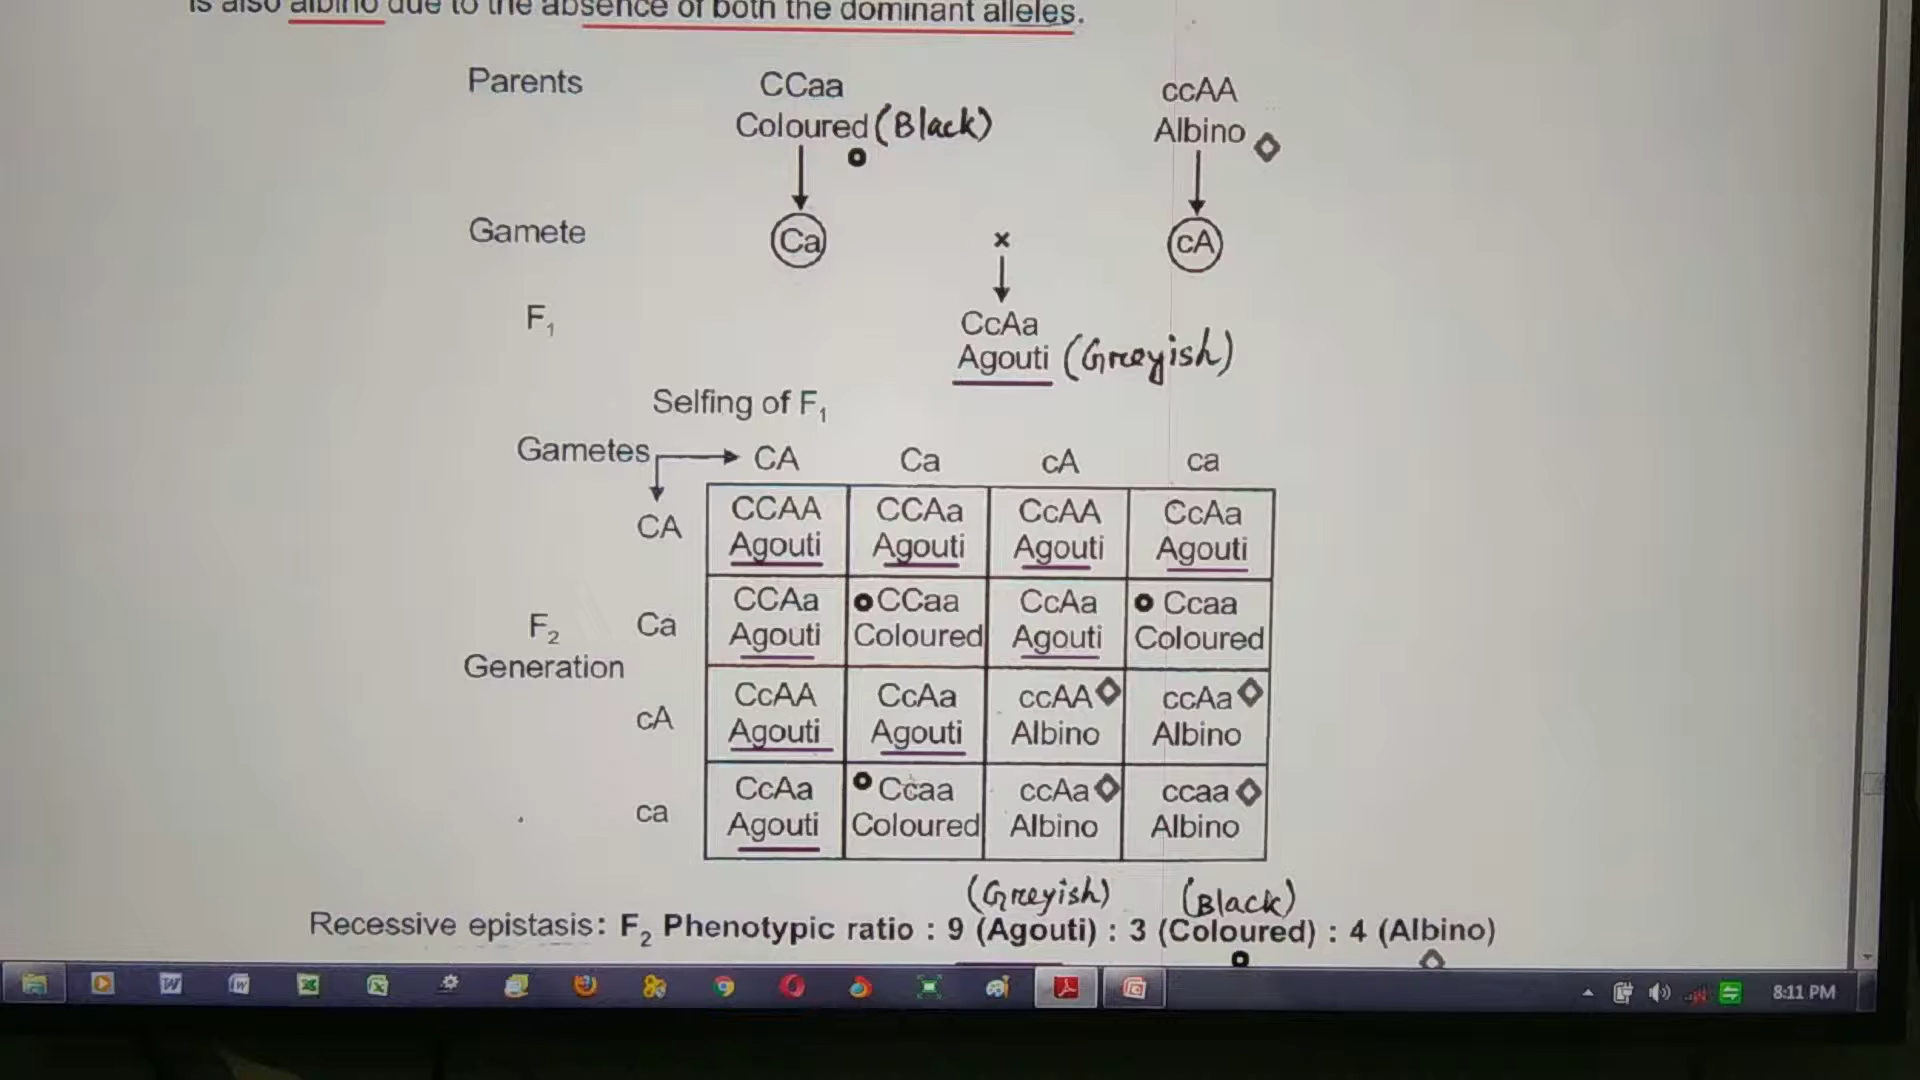 is also albino due to the absence of both the dominant alleles.
Parents CCaa ccAA
Coloured (Black) Albino
Gamete Ca × cA
F₁ CcAa
Agouti (Greyish)
Selfing of F₁
Gametes CA Ca cA ca
CA CCAA CCAa CcAA CcAa
Agouti Agouti Agouti Agouti
F₂ Ca CCAa CCaa CcAa Ccaa
Generation Agouti Coloured Agouti Coloured
cA CcAA CcAa ccAA ccAa
Agouti Agouti Albino Albino
ca CcAa Ccaa ccAa ccaa
Agouti Coloured Albino Albino
(Greyish) (Black)
Recessive epistasis: F₂ Phenotypic ratio : 9 (Agouti) : 3 (Coloured) : 4 (Albino)
8:11 PM